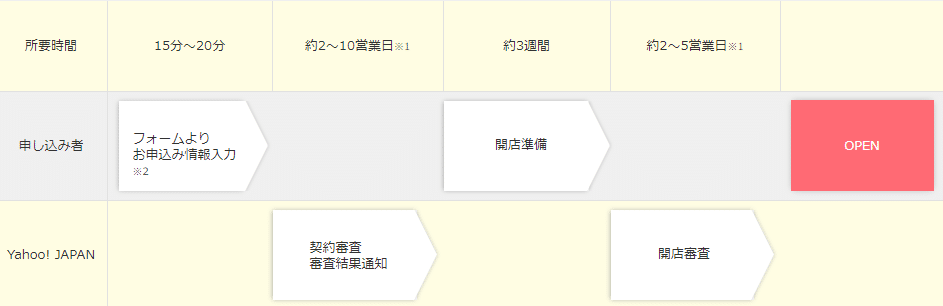 所要時間
15分～20分
約2～10営業日※1
約3週間
約2～5営業日※1
申し込み者
フォームより
お申込み情報入力
※2
開店準備
OPEN
Yahoo! JAPAN
契約審査
審査結果通知
開店審査